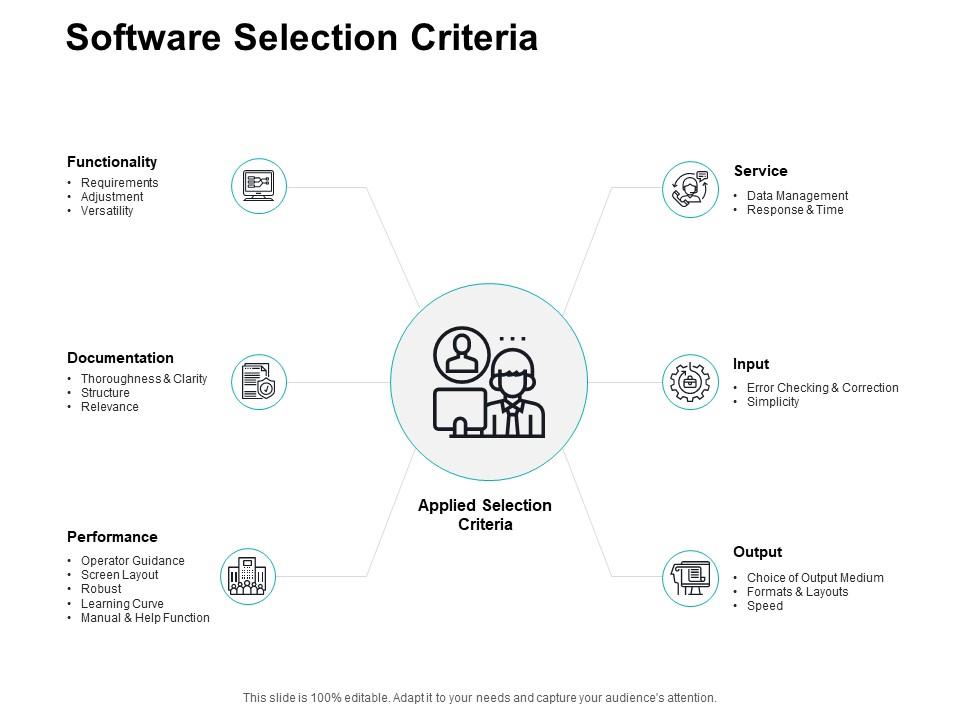 Software Selection Criteria
Functionality
• Requirements
• Adjustment
• Versatility
Documentation
• Thoroughness & Clarity
• Structure
• Relevance
Performance
• Operator Guidance
• Screen Layout
• Robust
• Learning Curve
• Manual & Help Function
Applied Selection
Criteria
Service
• Data Management
• Response & Time
Input
• Error Checking & Correction
• Simplicity
Output
• Choice of Output Medium
• Formats & Layouts
• Speed
This slide is 100% editable. Adapt it to your needs and capture your audience's attention.